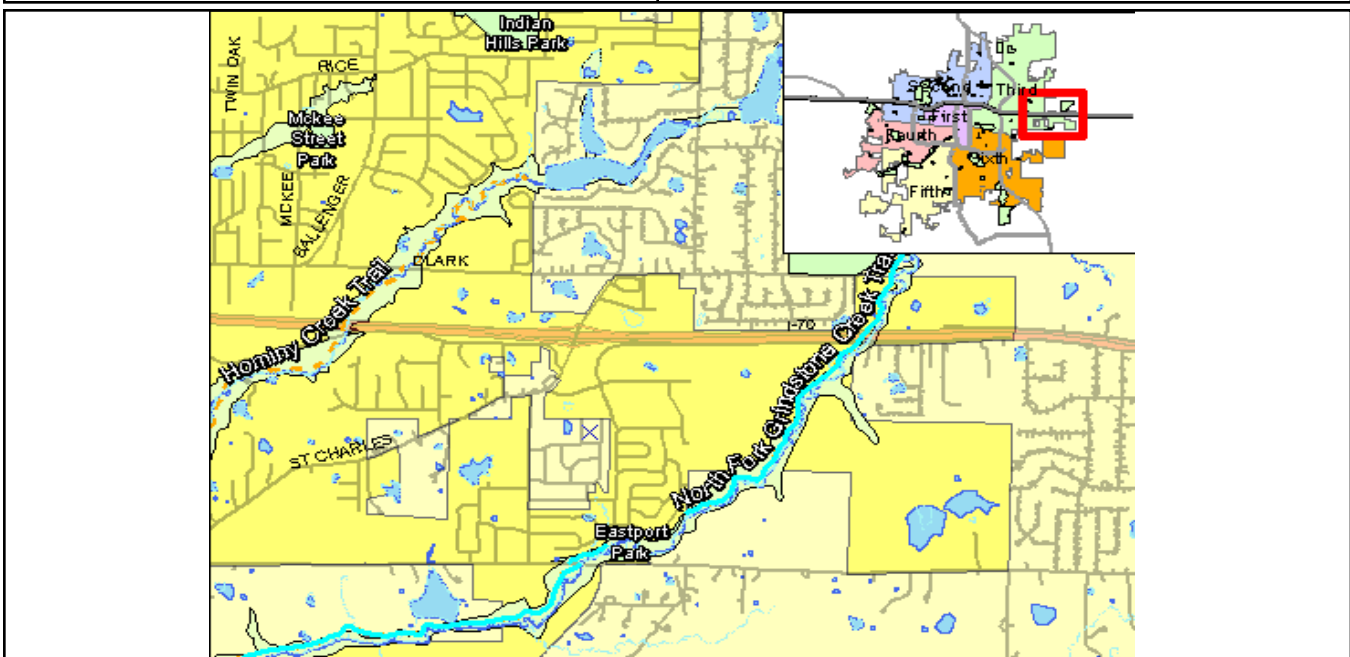 Indian
Hills Park
TWIN OAK
RICE
Mckee
Street
Park
MCKEE
BALLENGER
CLARK
Hominy Creek Trail
I-70
North Fork Grindstone Creek Trail
ST CHARLES
Eastport
Park
Second
Third
First
Fourth
Sixth
Fifth